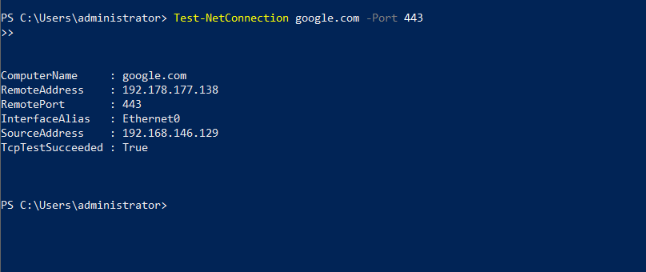 PS C:\Users\administrator> Test-NetConnection google.com -Port 443
>>
ComputerName     : google.com
RemoteAddress    : 192.178.177.138
RemotePort       : 443
InterfaceAlias   : Ethernet0
SourceAddress    : 192.168.146.129
TcpTestSucceeded : True
PS C:\Users\administrator>